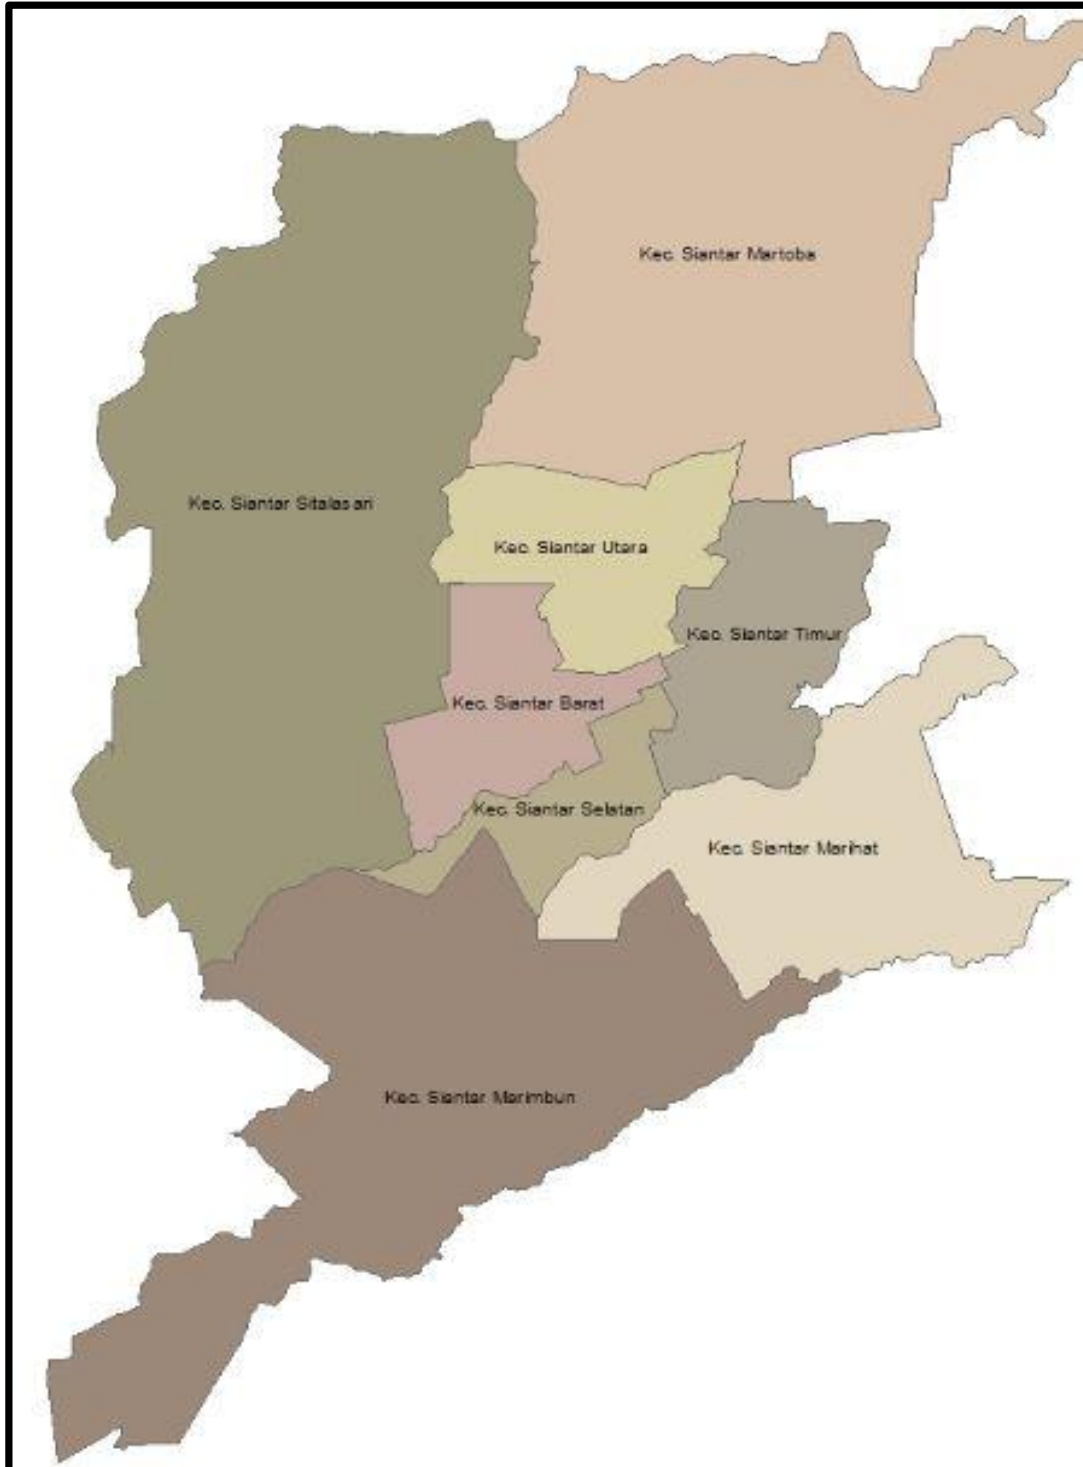 Kec. Siantar Martoba
Kec. Siantar Sitalasari
Kec. Siantar Utara
Kec. Siantar Timur
Kec. Siantar Barat
Kec. Siantar Selatan
Kec. Siantar Marihat
Kec. Siantar Marimbun